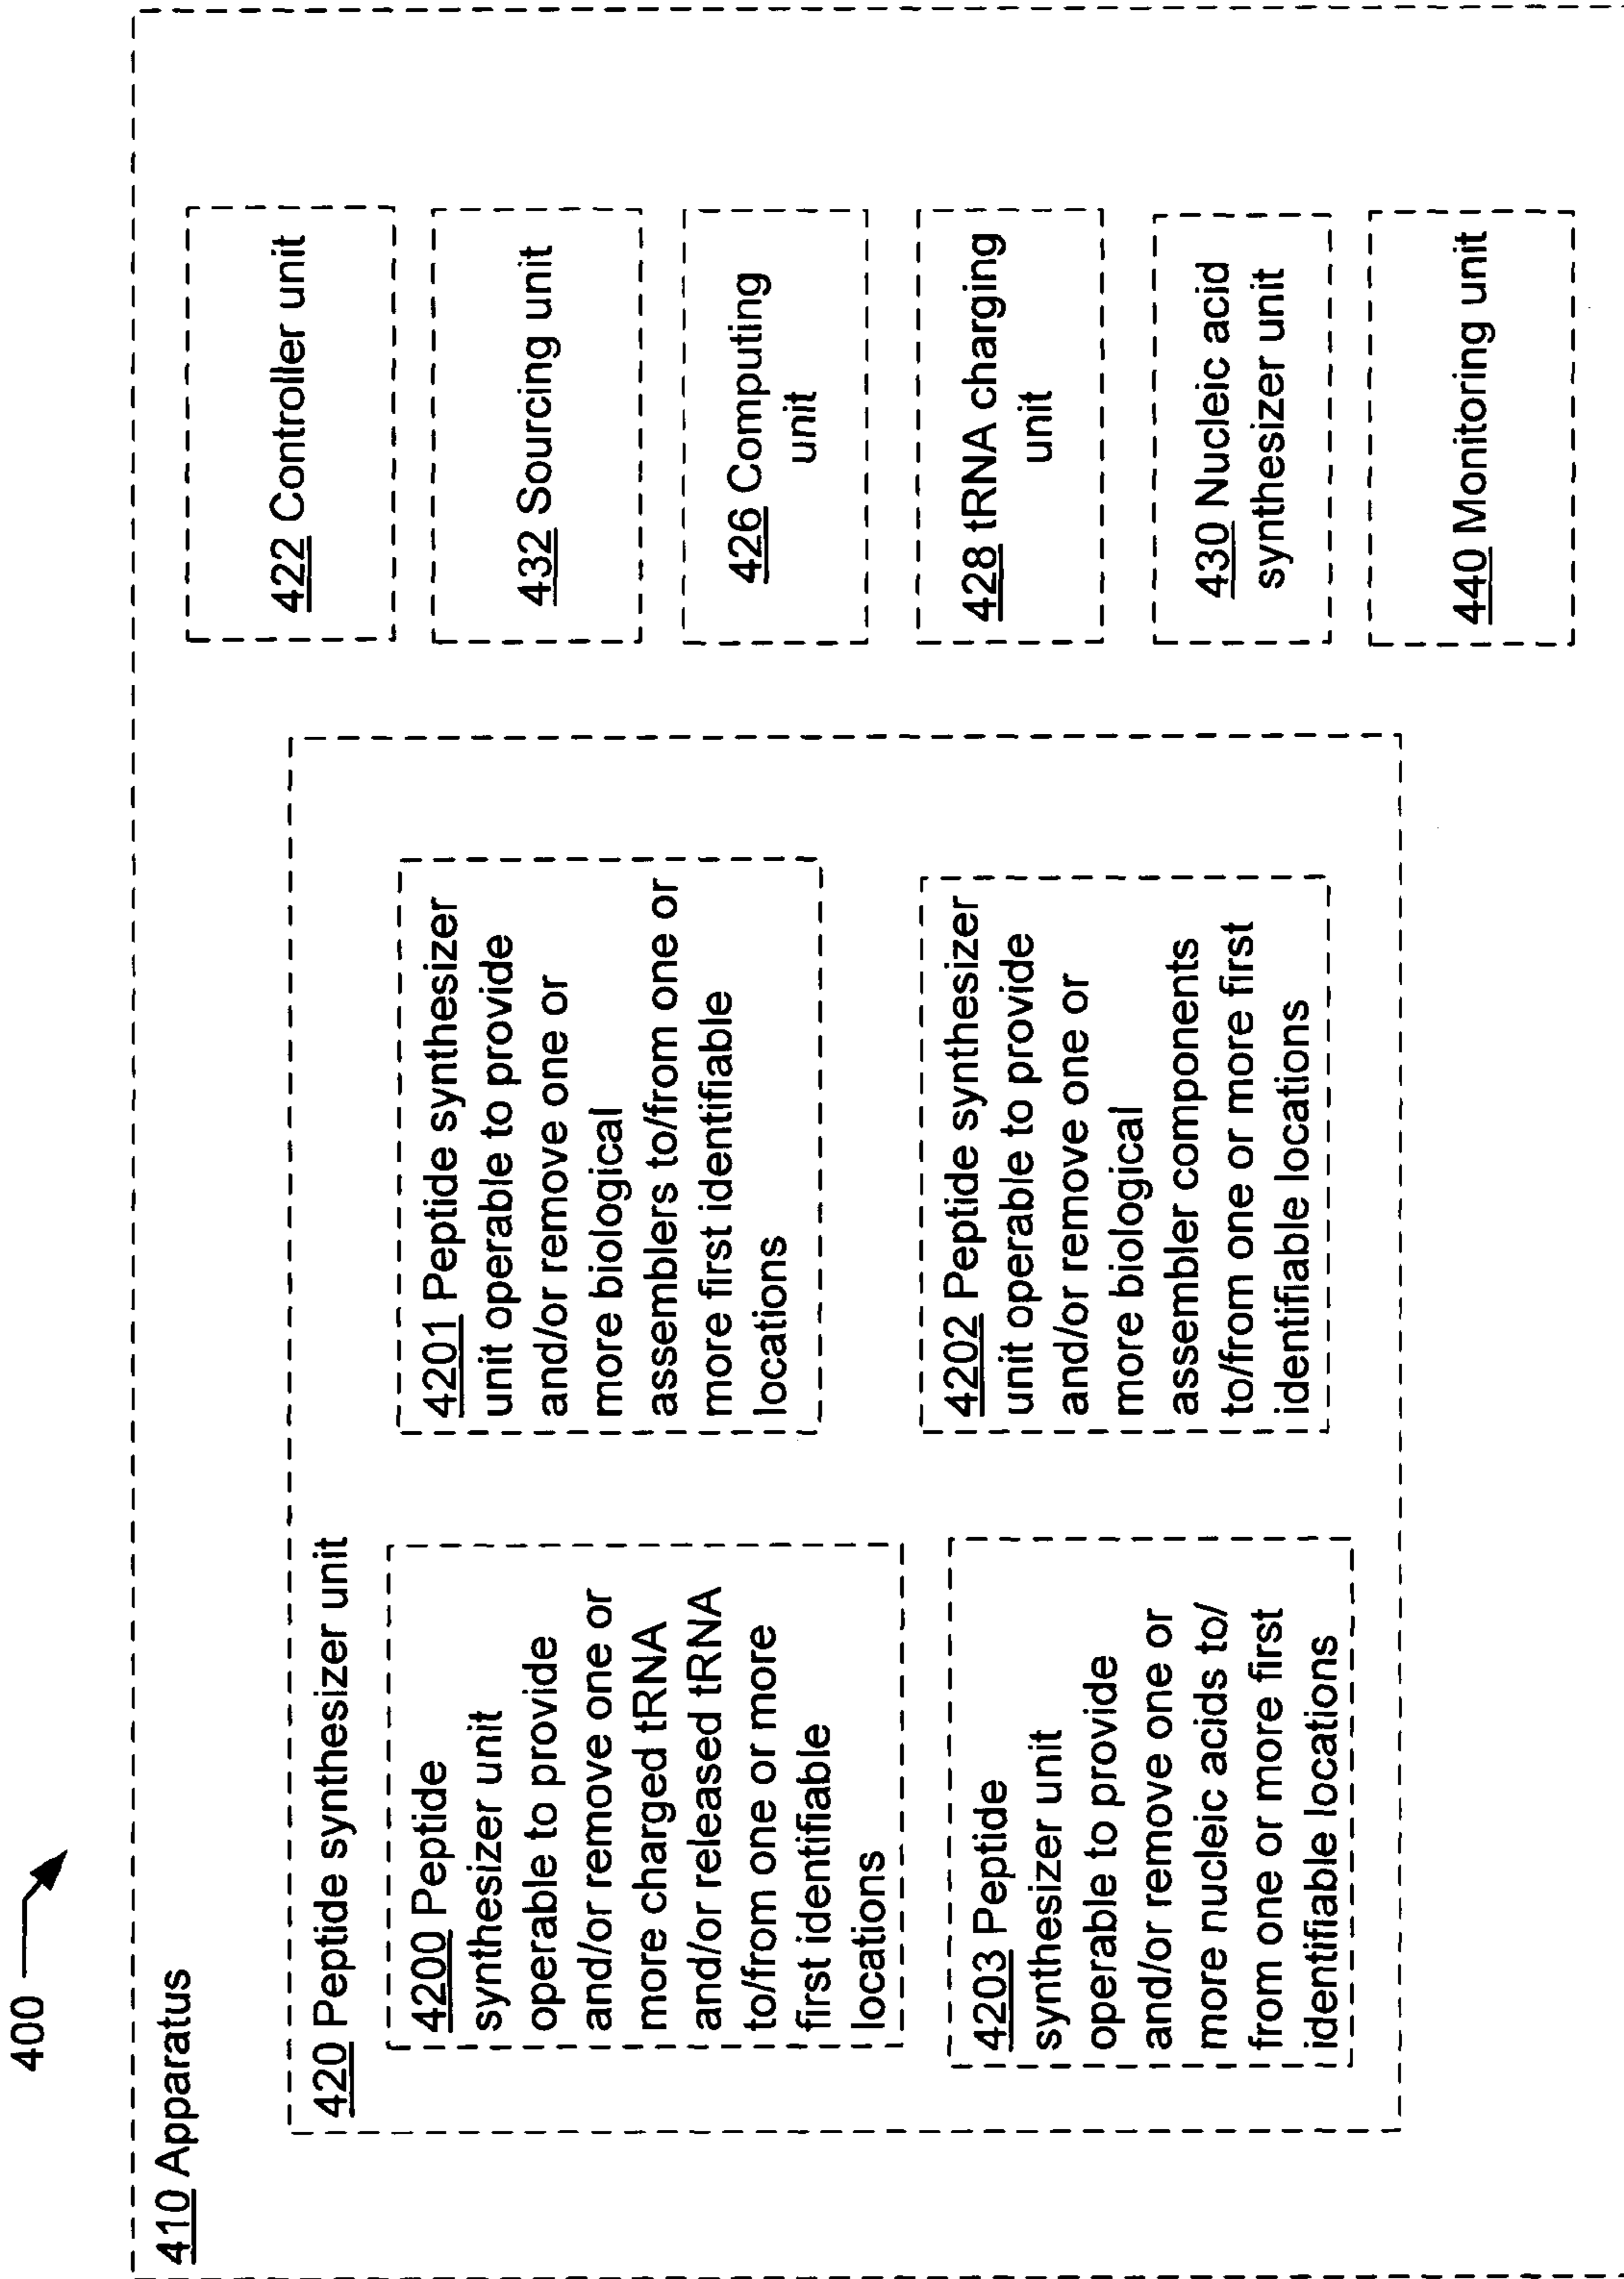 400
410 Apparatus
420 Peptide synthesizer unit
4200 Peptide
synthesizer unit
operable to provide
and/or remove one or
more charged tRNA
and/or released tRNA
to/from one or more
first identifiable
locations
4201 Peptide synthesizer
unit operable to provide
and/or remove one or
more biological
assemblers to/from one or
more first identifiable
locations
4203 Peptide
synthesizer unit
operable to provide
and/or remove one or
more nucleic acids to/
from one or more first
identifiable locations
4202 Peptide synthesizer
unit operable to provide
and/or remove one or
more biological
assembler components
to/from one or more first
identifiable locations
422 Controller unit
432 Sourcing unit
426 Computing
unit
428 tRNA charging
unit
430 Nucleic acid
synthesizer unit
440 Monitoring unit